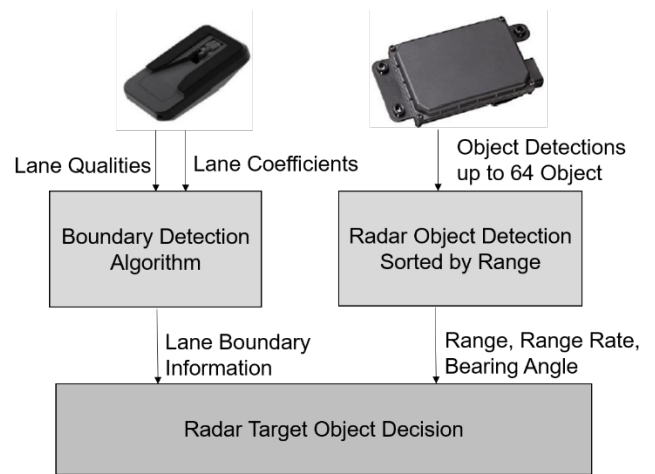 Lane Qualities
Lane Coefficients
Object Detections
up to 64 Object
Boundary Detection
Algorithm
Radar Object Detection
Sorted by Range
Lane Boundary
Information
Range, Range Rate,
Bearing Angle
Radar Target Object Decision